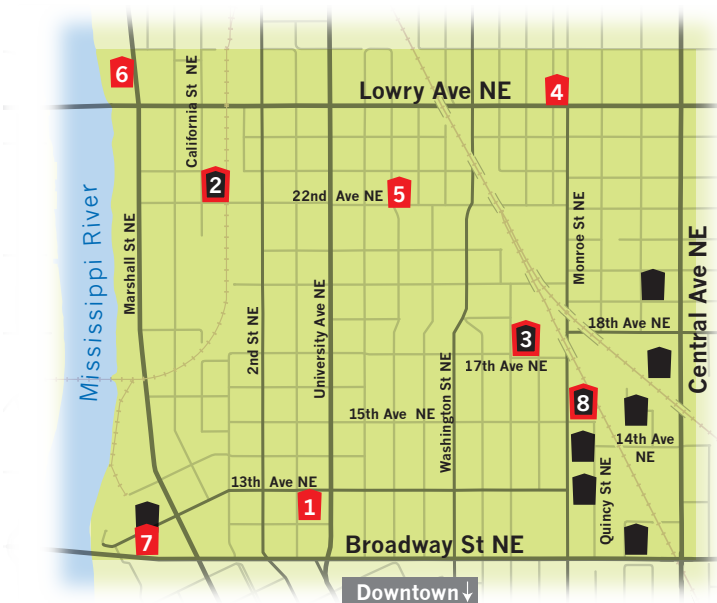 6
4
Lowry Ave NE
California St NE
2
5
22nd Ave NE
Mississippi River
Marshall St NE
Monroe St NE
Central Ave NE
2nd St NE
University Ave NE
18th Ave NE
3
17th Ave NE
Washington St NE
8
15th Ave NE
14th Ave
NE
Quincy St NE
13th Ave NE
1
7
Broadway St NE
Downtown↓